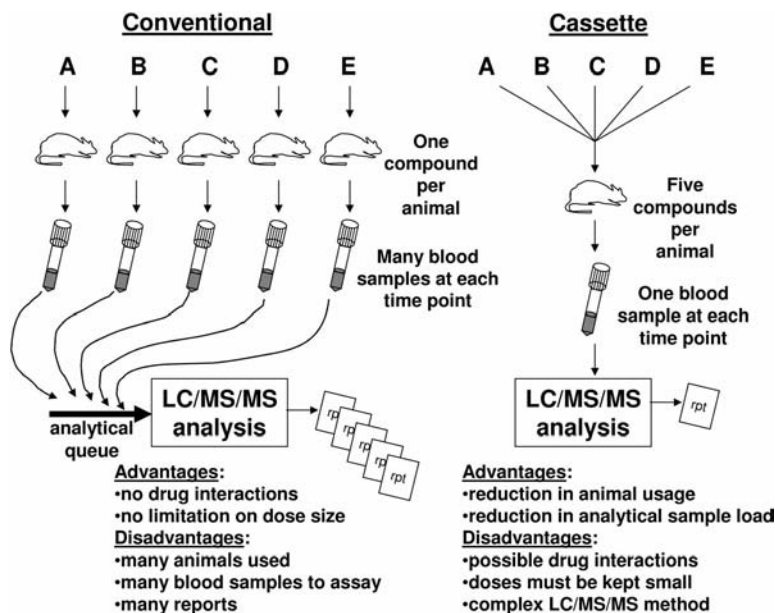 Conventional
A B C D E
One
compound
per
animal
Many blood
samples at each
time point
analytical
queue
LC/MS/MS
analysis
rp
rp
rp
rp
rpt
Advantages:
•no drug interactions
•no limitation on dose size
Disadvantages:
•many animals used
•many blood samples to assay
•many reports
Cassette
A B C D E
Five
compounds
per
animal
One blood
sample at each
time point
LC/MS/MS
analysis
rpt
Advantages:
•reduction in animal usage
•reduction in analytical sample load
Disadvantages:
•possible drug interactions
•doses must be kept small
•complex LC/MS/MS method